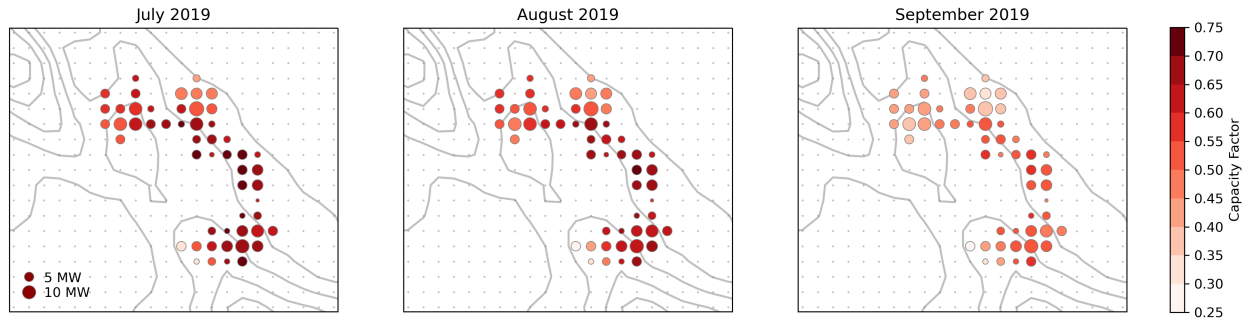 July 2019
August 2019
September 2019
5 MW
10 MW
0.75
0.70
0.65
0.60
0.55
0.50
0.45
0.40
0.35
0.30
0.25
Capacity Factor